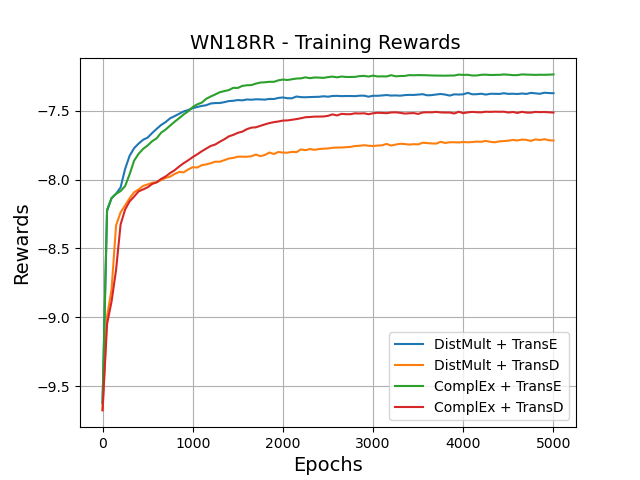 WN18RR - Training Rewards
Rewards
−7.5
−8.0
−8.5
−9.0
−9.5
DistMult + TransE
DistMult + TransD
ComplEx + TransE
ComplEx + TransD
0 1000 2000 3000 4000 5000
Epochs